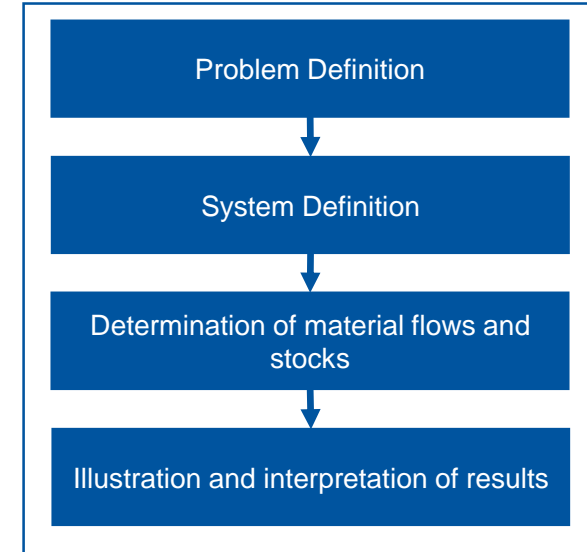 Problem Definition
System Definition
Determination of material flows and
stocks
Illustration and interpretation of results